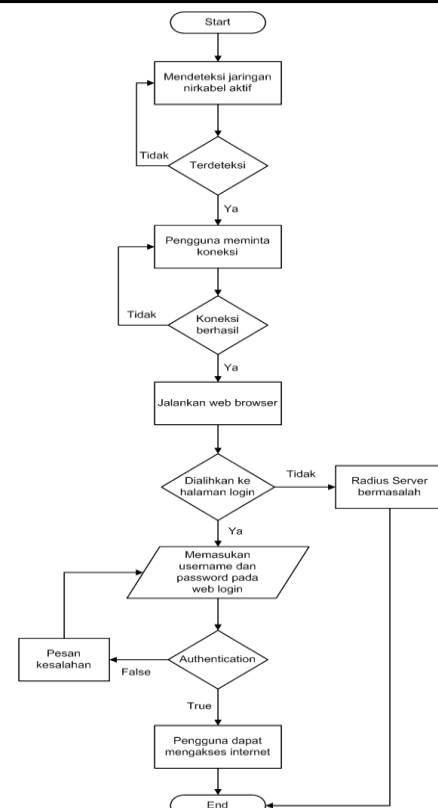 Start
Mendeteksi jaringan
nirkabel aktif
Tidak
Terdeteksi
Ya
Pengguna meminta
koneksi
Tidak
Koneksi
berhasil
Ya
Jalankan web browser
Dialihkan ke
halaman login
Tidak
Radius Server
bermasalah
Ya
Memasukan
username dan
password pada
web login
Pesan
kesalahan
False
Authentication
True
Pengguna dapat
mengakses internet
End